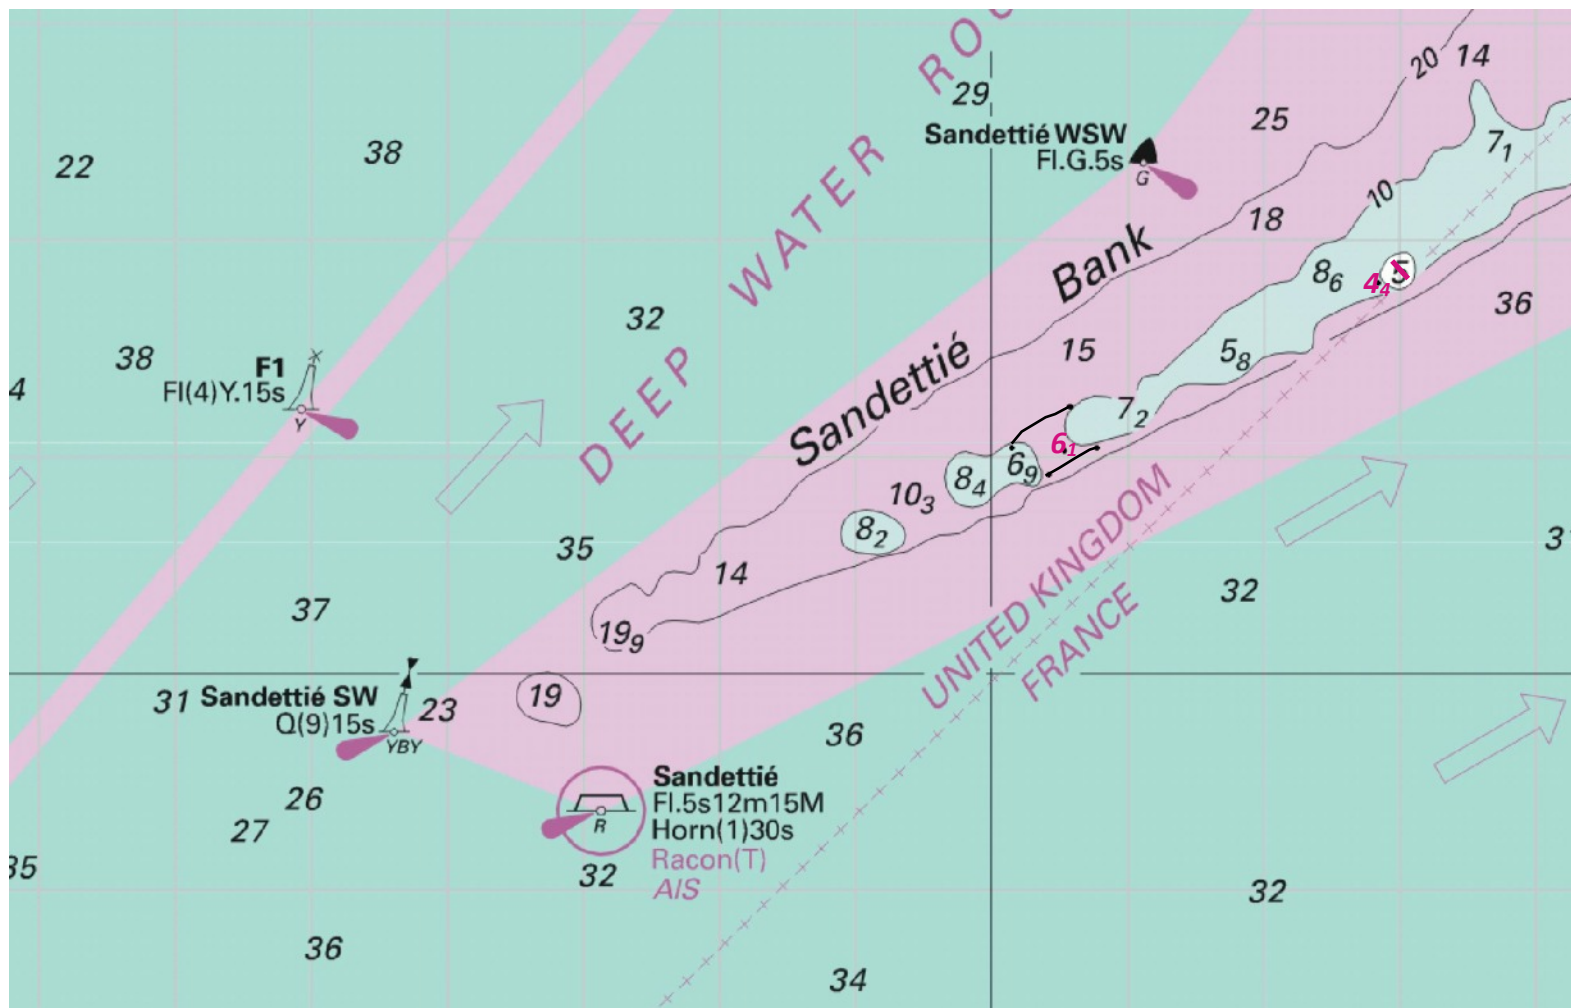 ROU
20
14
29
25
Sandettié WSW
Fl.G.5s
G
7₁
22
38
DEEP WATER
10
18
8₆
4₄
5
36
32
Sandettié Bank
15
5₈
38
F1
Fl(4)Y.15s
Y
4
7₂
6₁
6₉
8₄
10₃
8₂
35
14
UNITED KINGDOM
FRANCE
32
37
19₉
31
Sandettié SW
Q(9)15s
YBY
23
19
36
26
27
Sandettié
Fl.5s12m15M
Horn(1)30s
Racon(T)
AIS
R
32
35
32
36
34